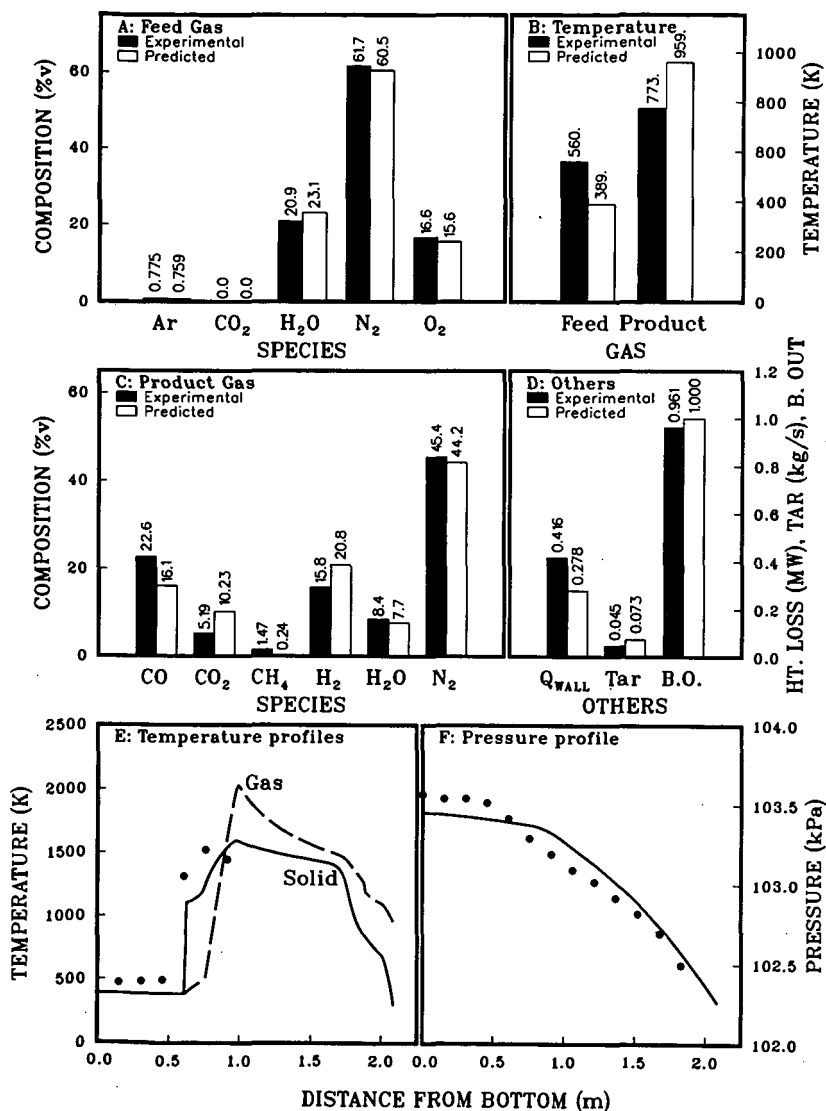 A: Feed Gas
Experimental
Predicted
COMPOSITION (%v)
60
40
20
0
0.775
0.759
0.0
0.0
20.9
23.1
61.7
60.5
16.6
15.6
Ar CO₂ H₂O N₂ O₂
SPECIES
B: Temperature
Experimental
Predicted
560.
389.
773.
959.
1000
800
600
400
200
0
TEMPERATURE (K)
Feed Product
GAS
C: Product Gas
Experimental
Predicted
COMPOSITION (%v)
60
40
20
0
22.6
16.1
5.19
10.23
1.47
0.24
15.8
20.8
8.4
7.7
45.4
44.2
CO CO₂ CH₄ H₂ H₂O N₂
SPECIES
D: Others
Experimental
Predicted
0.416
0.278
0.045
0.073
0.961
1.000
1.2
1.0
0.8
0.6
0.4
0.2
0.0
HT. LOSS (MW), TAR (kg/s), B. OUT
Q_WALL Tar B.O.
OTHERS
E: Temperature profiles
Gas
Solid
TEMPERATURE (K)
2500
2000
1500
1000
500
0
0.0 0.5 1.0 1.5 2.0
F: Pressure profile
104.0
103.5
103.0
102.5
102.0
PRESSURE (kPa)
0.0 0.5 1.0 1.5 2.0
DISTANCE FROM BOTTOM (m)